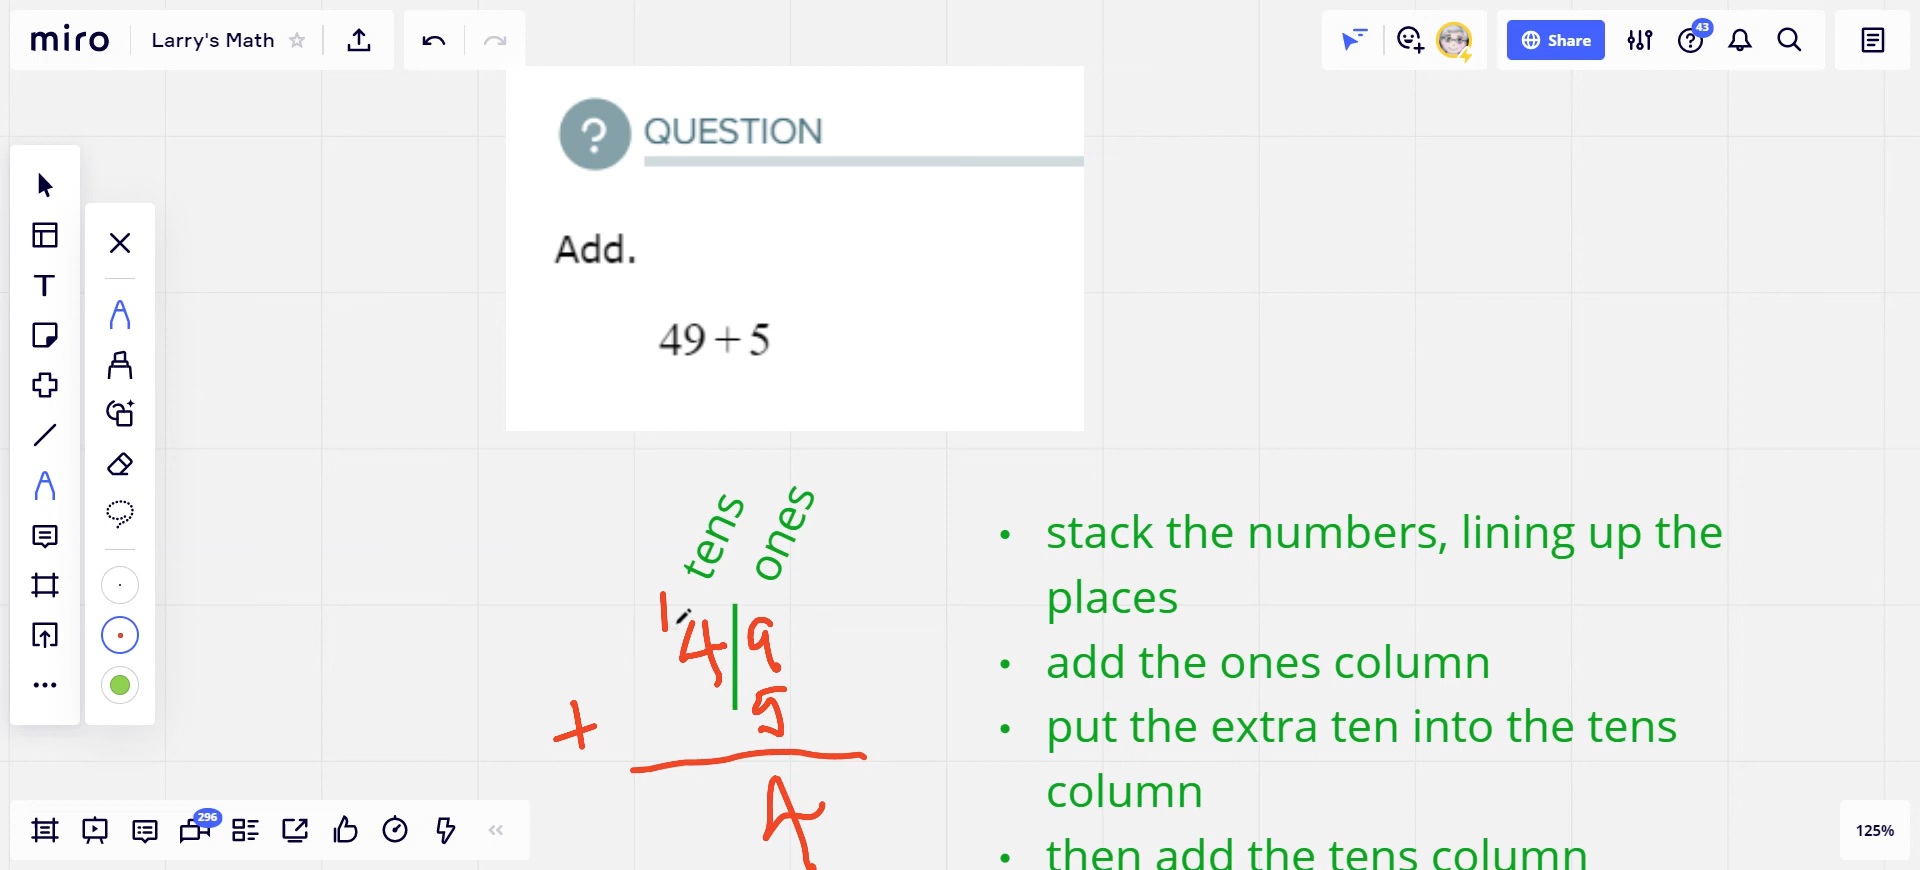 miro
Larry's Math
Share
43
? QUESTION
Add.
49 + 5
tens ones
1
4 9
5
+
4
• stack the numbers, lining up the
places
• add the ones column
• put the extra ten into the tens
column
• then add the tens column
296
125%